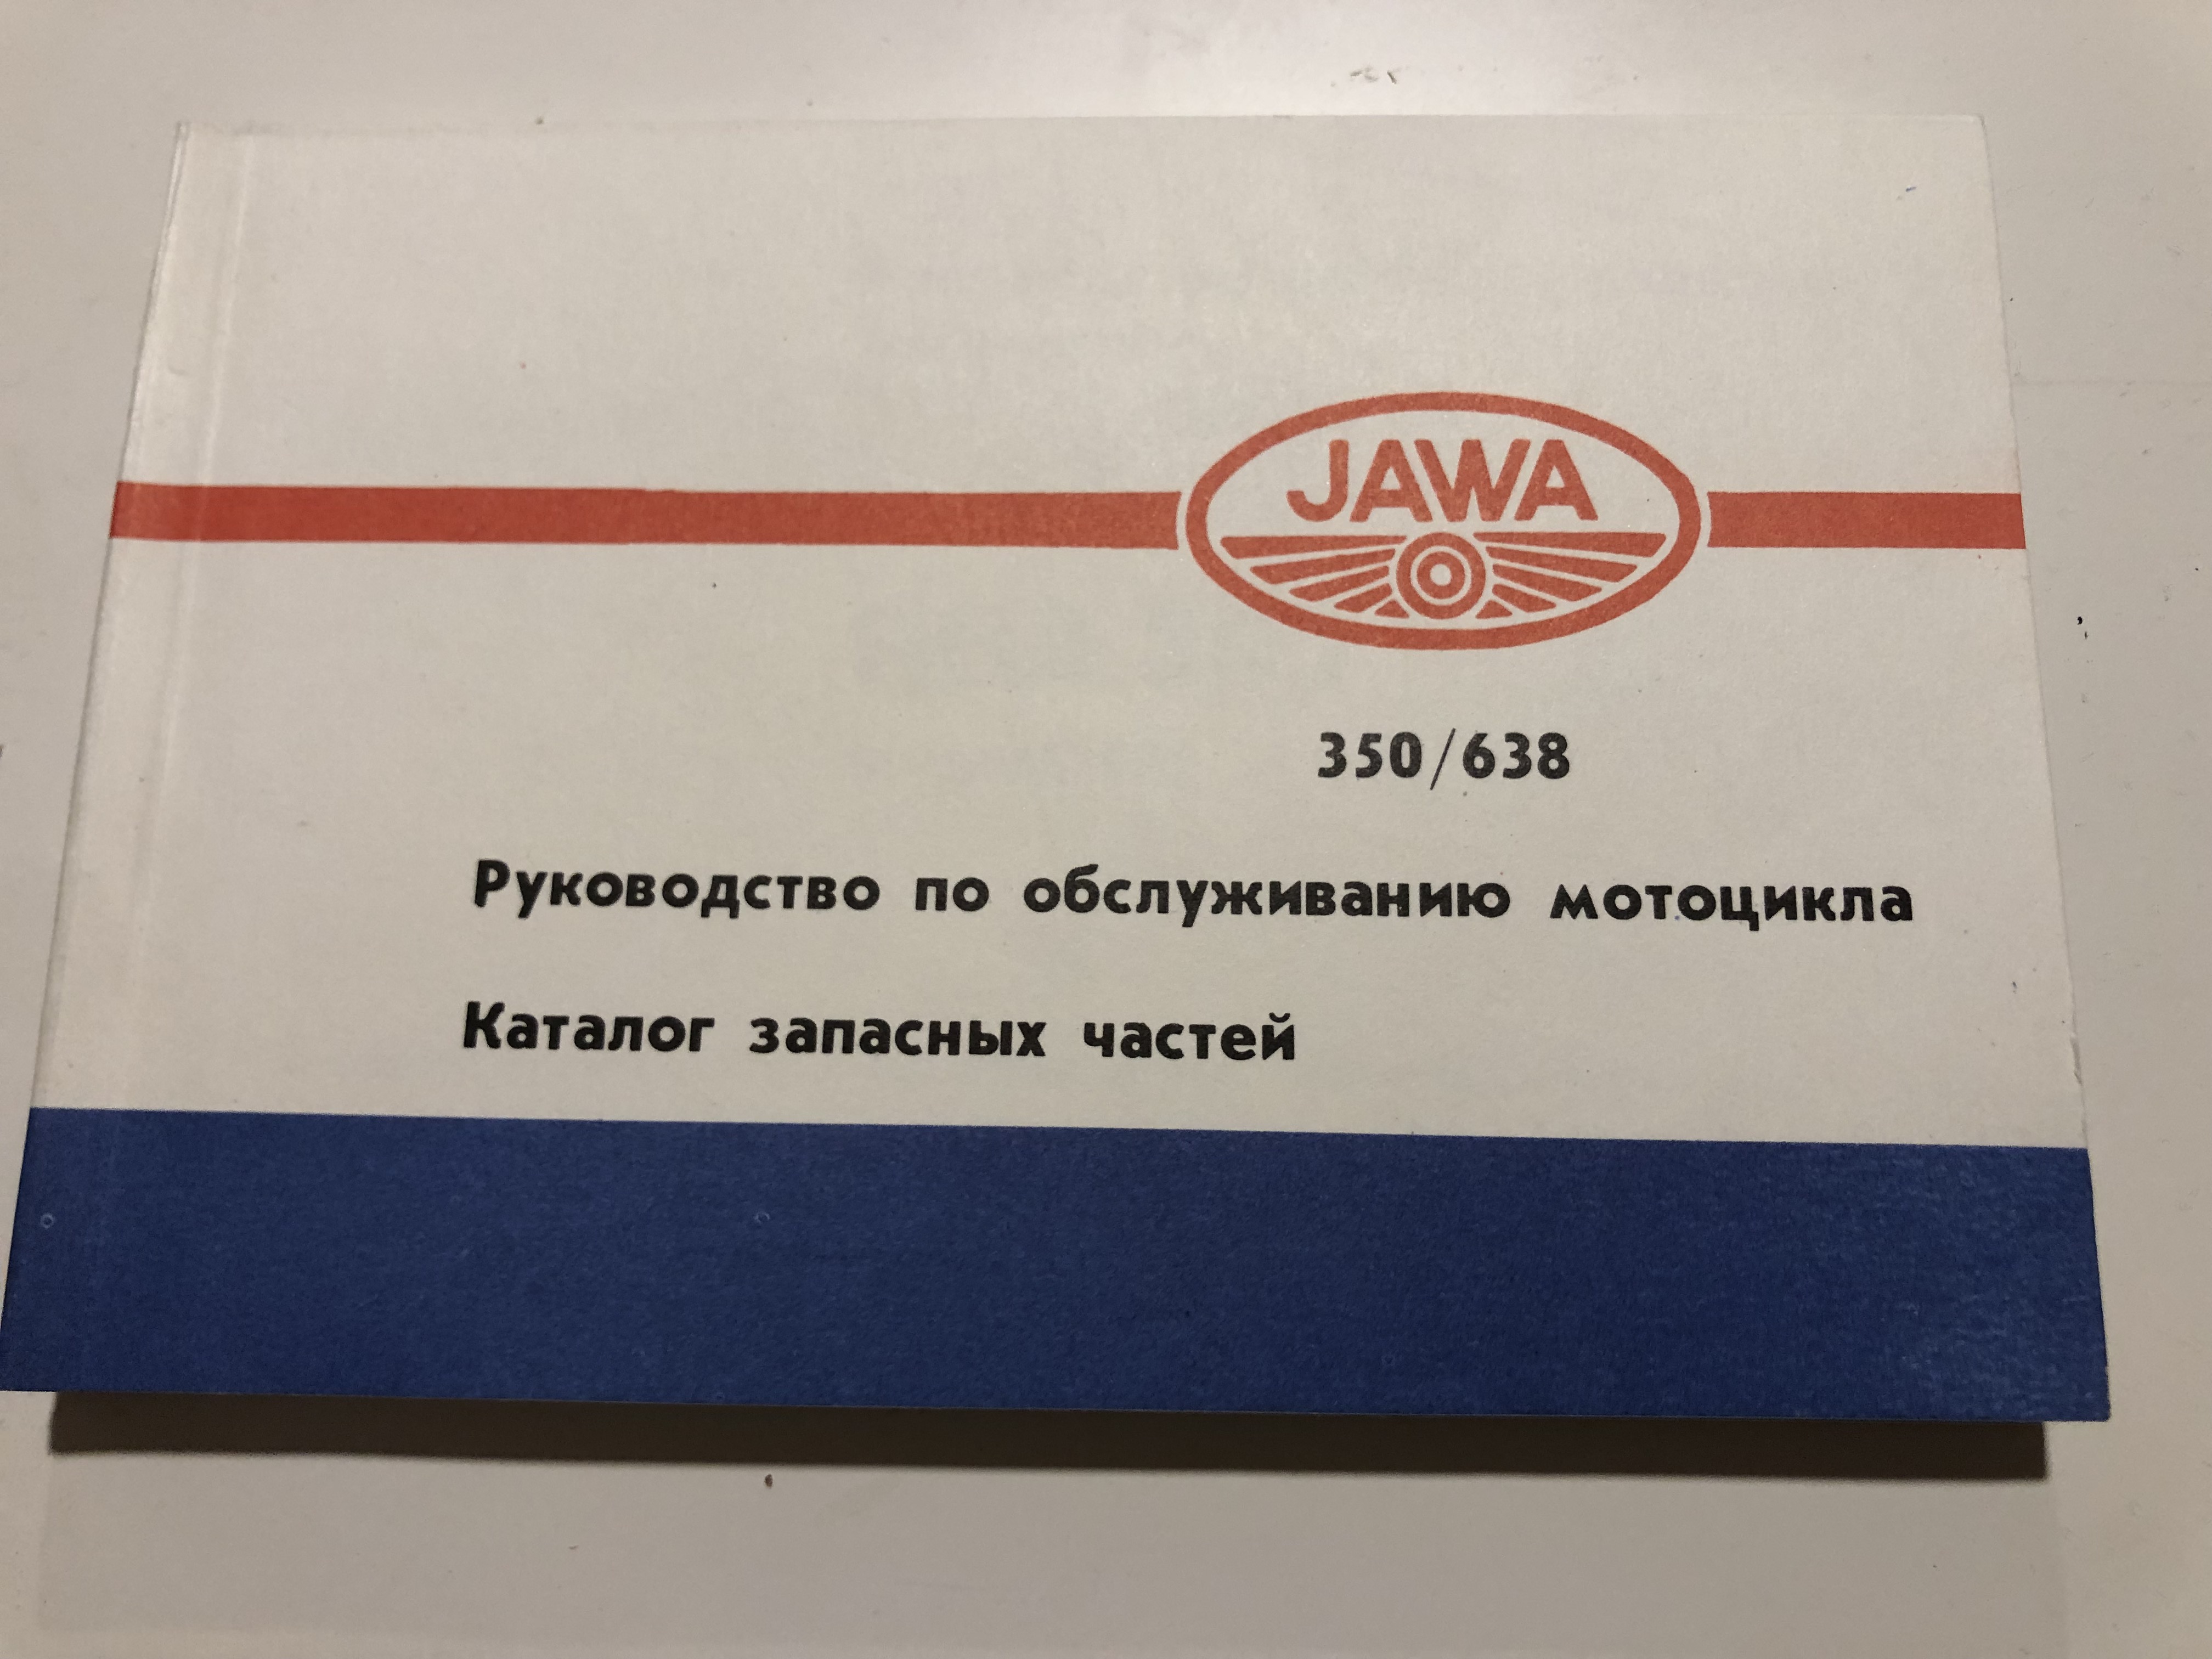 JAWA
350/638
Руководство по обслуживанию мотоцикла
Каталог запасных частей